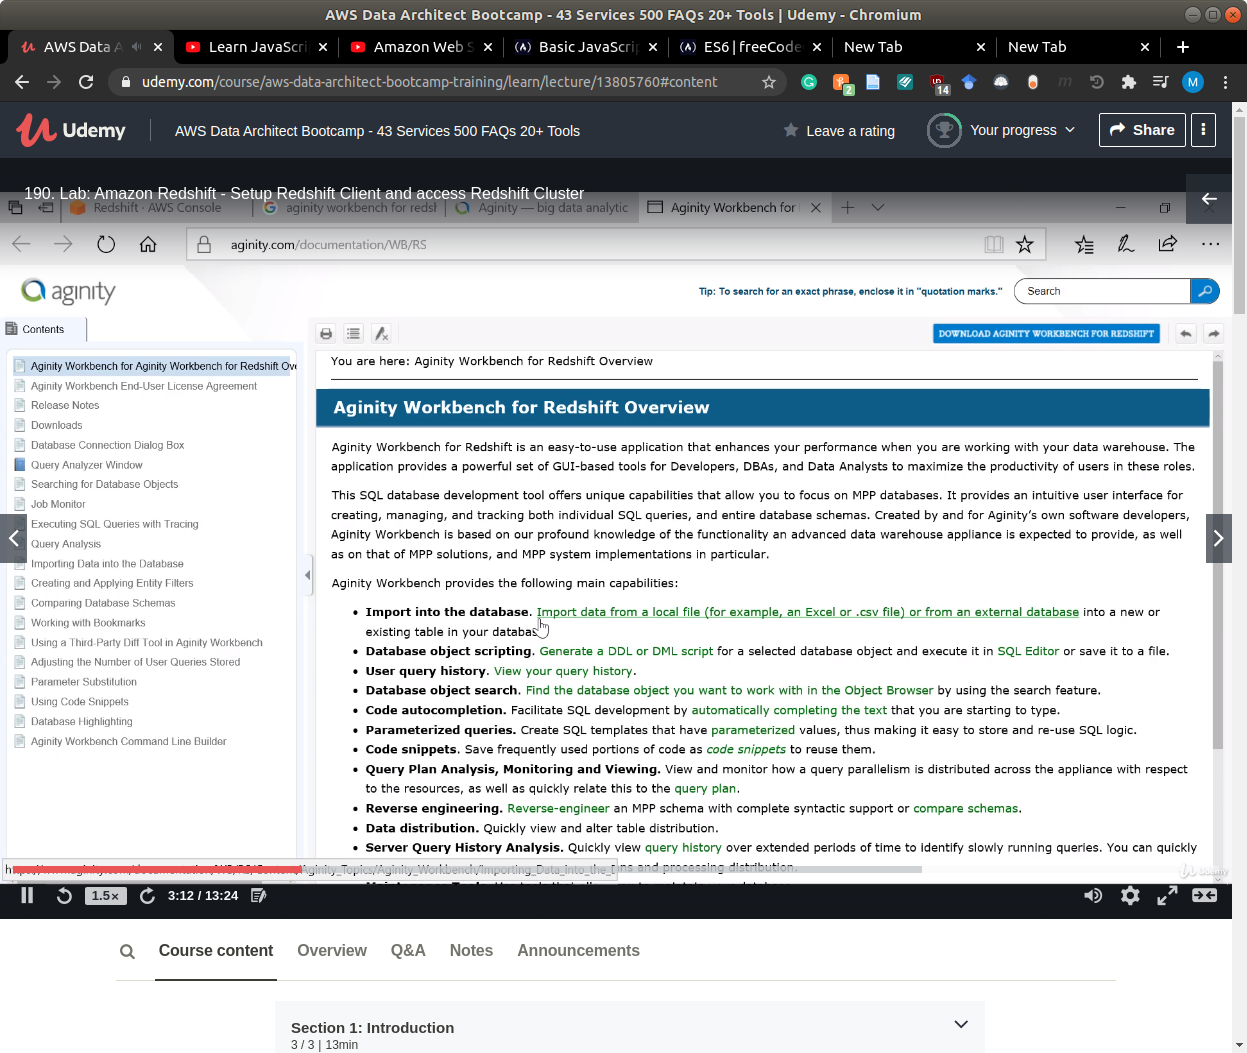 AWS Data Architect Bootcamp - 43 Services 500 FAQs 20+ Tools | Udemy - Chromium
AWS Data A
Learn JavaScri
Amazon Web S
Basic JavaScrip
ES6 | freeCode
New Tab
New Tab
udemy.com/course/aws-data-architect-bootcamp-training/learn/lecture/13805760#content
2
14
M
Udemy
AWS Data Architect Bootcamp - 43 Services 500 FAQs 20+ Tools
Leave a rating
Your progress
Share
190. Lab: Amazon Redshift - Setup Redshift Client and access Redshift Cluster
Redshift · AWS Console
aginity workbench for redsh
Aginity — big data analytic
Aginity Workbench for
aginity.com/documentation/WB/RS
aginity
Tip: To search for an exact phrase, enclose it in "quotation marks."
Search
Contents
DOWNLOAD AGINITY WORKBENCH FOR REDSHIFT
Aginity Workbench for Aginity Workbench for Redshift Ove
Aginity Workbench End-User License Agreement
Release Notes
Downloads
Database Connection Dialog Box
Query Analyzer Window
Searching for Database Objects
Job Monitor
Executing SQL Queries with Tracing
Query Analysis
Importing Data into the Database
Creating and Applying Entity Filters
Comparing Database Schemas
Working with Bookmarks
Using a Third-Party Diff Tool in Aginity Workbench
Adjusting the Number of User Queries Stored
Parameter Substitution
Using Code Snippets
Database Highlighting
Aginity Workbench Command Line Builder
You are here: Aginity Workbench for Redshift Overview
Aginity Workbench for Redshift Overview
Aginity Workbench for Redshift is an easy-to-use application that enhances your performance when you are working with your data warehouse. The
application provides a powerful set of GUI-based tools for Developers, DBAs, and Data Analysts to maximize the productivity of users in these roles.
This SQL database development tool offers unique capabilities that allow you to focus on MPP databases. It provides an intuitive user interface for
creating, managing, and tracking both individual SQL queries, and entire database schemas. Created by and for Aginity's own software developers,
Aginity Workbench is based on our profound knowledge of the functionality an advanced data warehouse appliance is expected to provide, as well
as on that of MPP solutions, and MPP system implementations in particular.
Aginity Workbench provides the following main capabilities:
• Import into the database. Import data from a local file (for example, an Excel or .csv file) or from an external database into a new or
existing table in your databas
• Database object scripting. Generate a DDL or DML script for a selected database object and execute it in SQL Editor or save it to a file.
• User query history. View your query history.
• Database object search. Find the database object you want to work with in the Object Browser by using the search feature.
• Code autocompletion. Facilitate SQL development by automatically completing the text that you are starting to type.
• Parameterized queries. Create SQL templates that have parameterized values, thus making it easy to store and re-use SQL logic.
• Code snippets. Save frequently used portions of code as code snippets to reuse them.
• Query Plan Analysis, Monitoring and Viewing. View and monitor how a query parallelism is distributed across the appliance with respect
to the resources, as well as quickly relate this to the query plan.
• Reverse engineering. Reverse-engineer an MPP schema with complete syntactic support or compare schemas.
• Data distribution. Quickly view and alter table distribution.
• Server Query History Analysis. Quickly view query history over extended periods of time to identify slowly running queries. You can quickly
Aginity_Topics/Aginity_Workbench/Importing_Data_into_the_D
ns and processing distribution.
Udemy
1.5×
3:12 / 13:24
Course content
Overview
Q&A
Notes
Announcements
Section 1: Introduction
3 / 3 | 13min